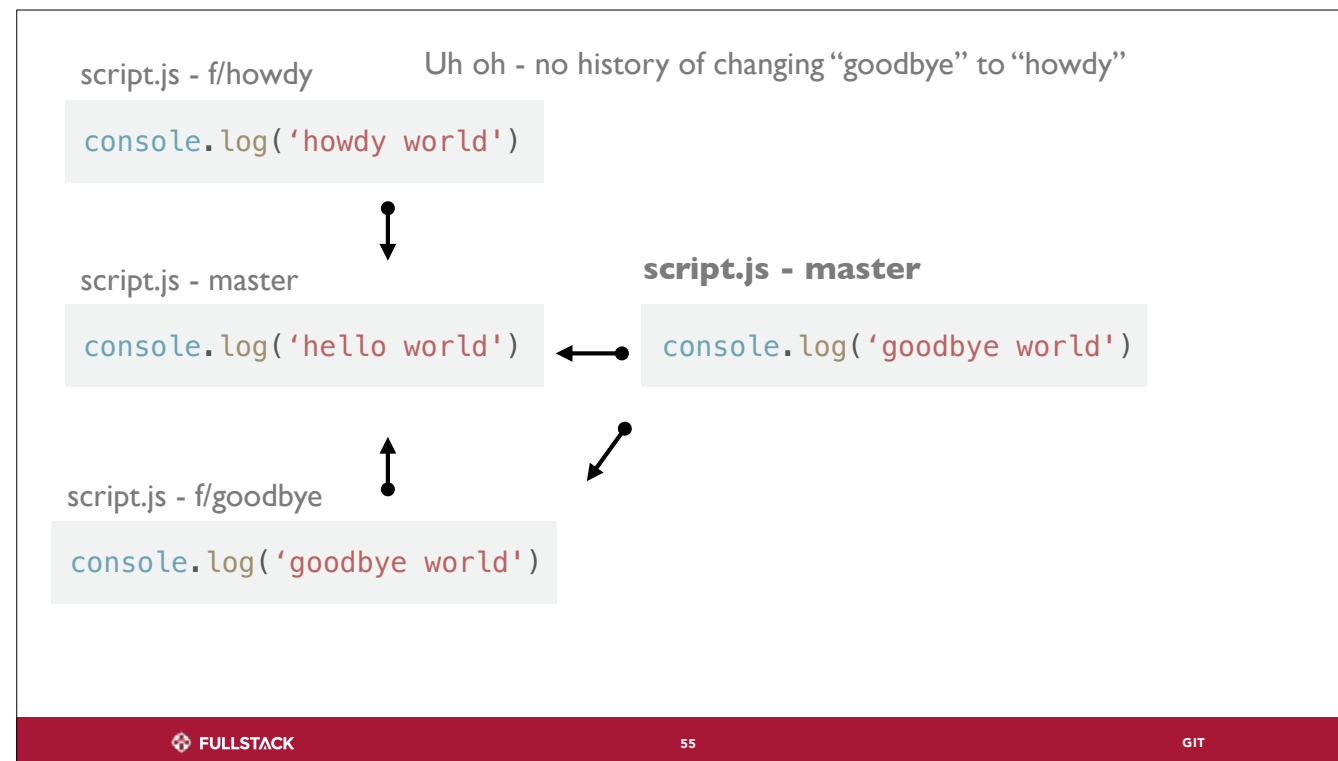 Uh oh - no history of changing “goodbye” to “howdy”
script.js - f/howdy
console.log(‘howdy world')
script.js - master
console.log(‘hello world')
script.js - master
console.log(‘goodbye world')
script.js - f/goodbye
console.log(‘goodbye world')
FULLSTΛCK
55
GIT